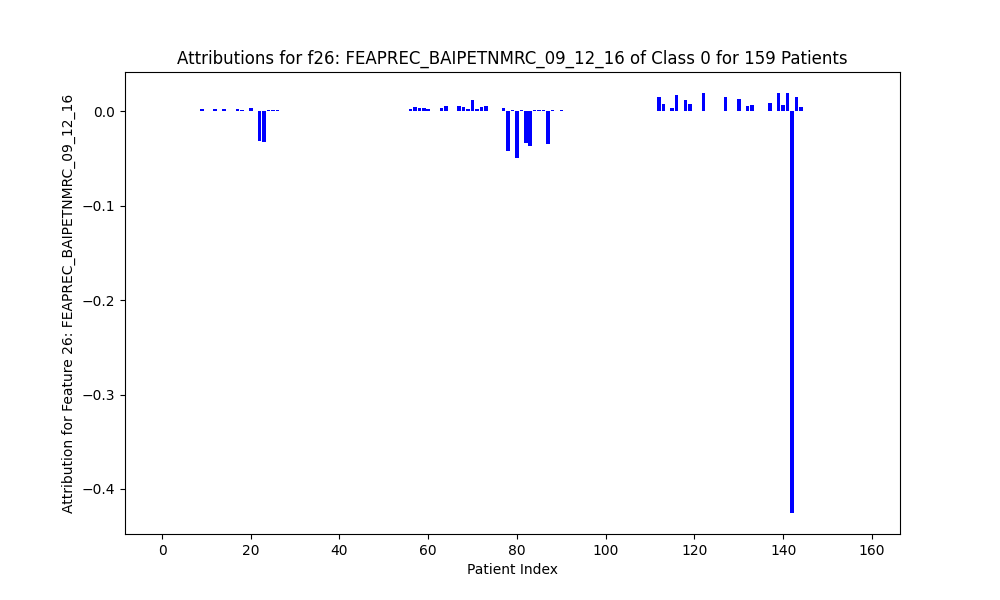 Attributions for f26: FEAPREC_BAIPETNMRC_09_12_16 of Class 0 for 159 Patients
Attribution for Feature 26: FEAPREC_BAIPETNMRC_09_12_16
0.0
−0.1
−0.2
−0.3
−0.4
0 20 40 60 80 100 120 140 160
Patient Index